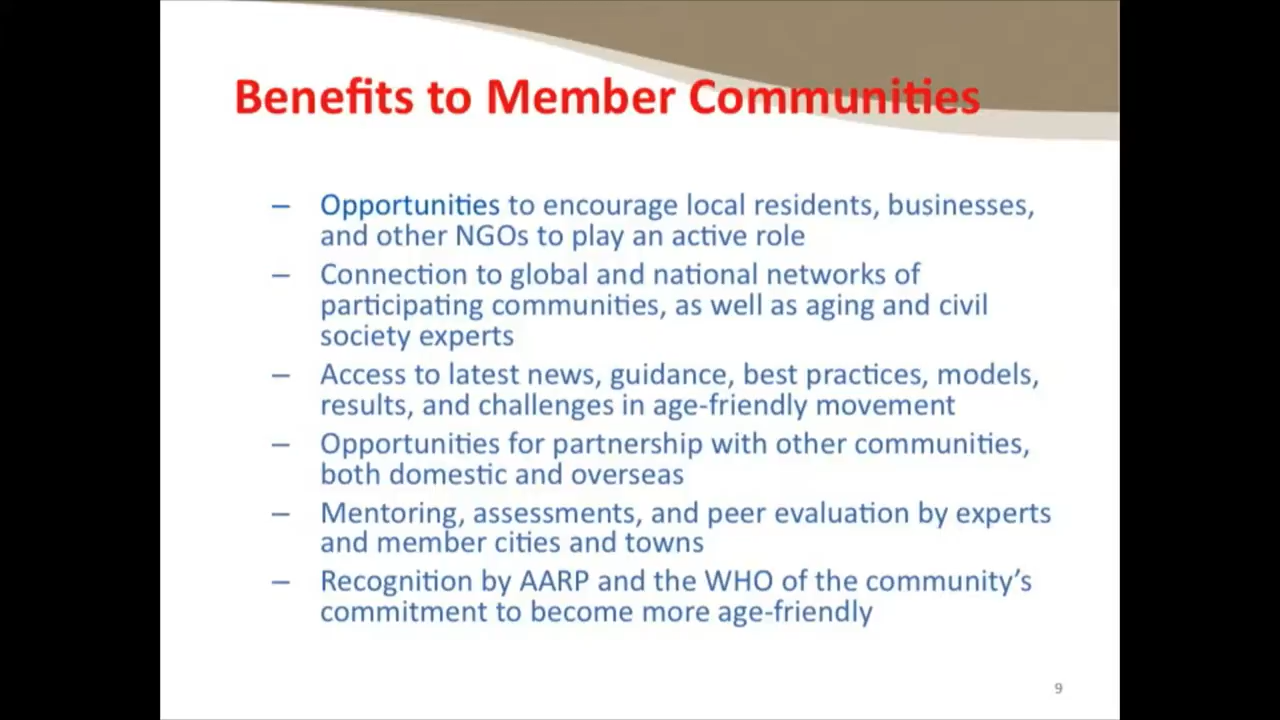 Benefits to Member Communities
– Opportunities to encourage local residents, businesses,
and other NGOs to play an active role
– Connection to global and national networks of
participating communities, as well as aging and civil
society experts
– Access to latest news, guidance, best practices, models,
results, and challenges in age-friendly movement
– Opportunities for partnership with other communities,
both domestic and overseas
– Mentoring, assessments, and peer evaluation by experts
and member cities and towns
– Recognition by AARP and the WHO of the community’s
commitment to become more age-friendly
9